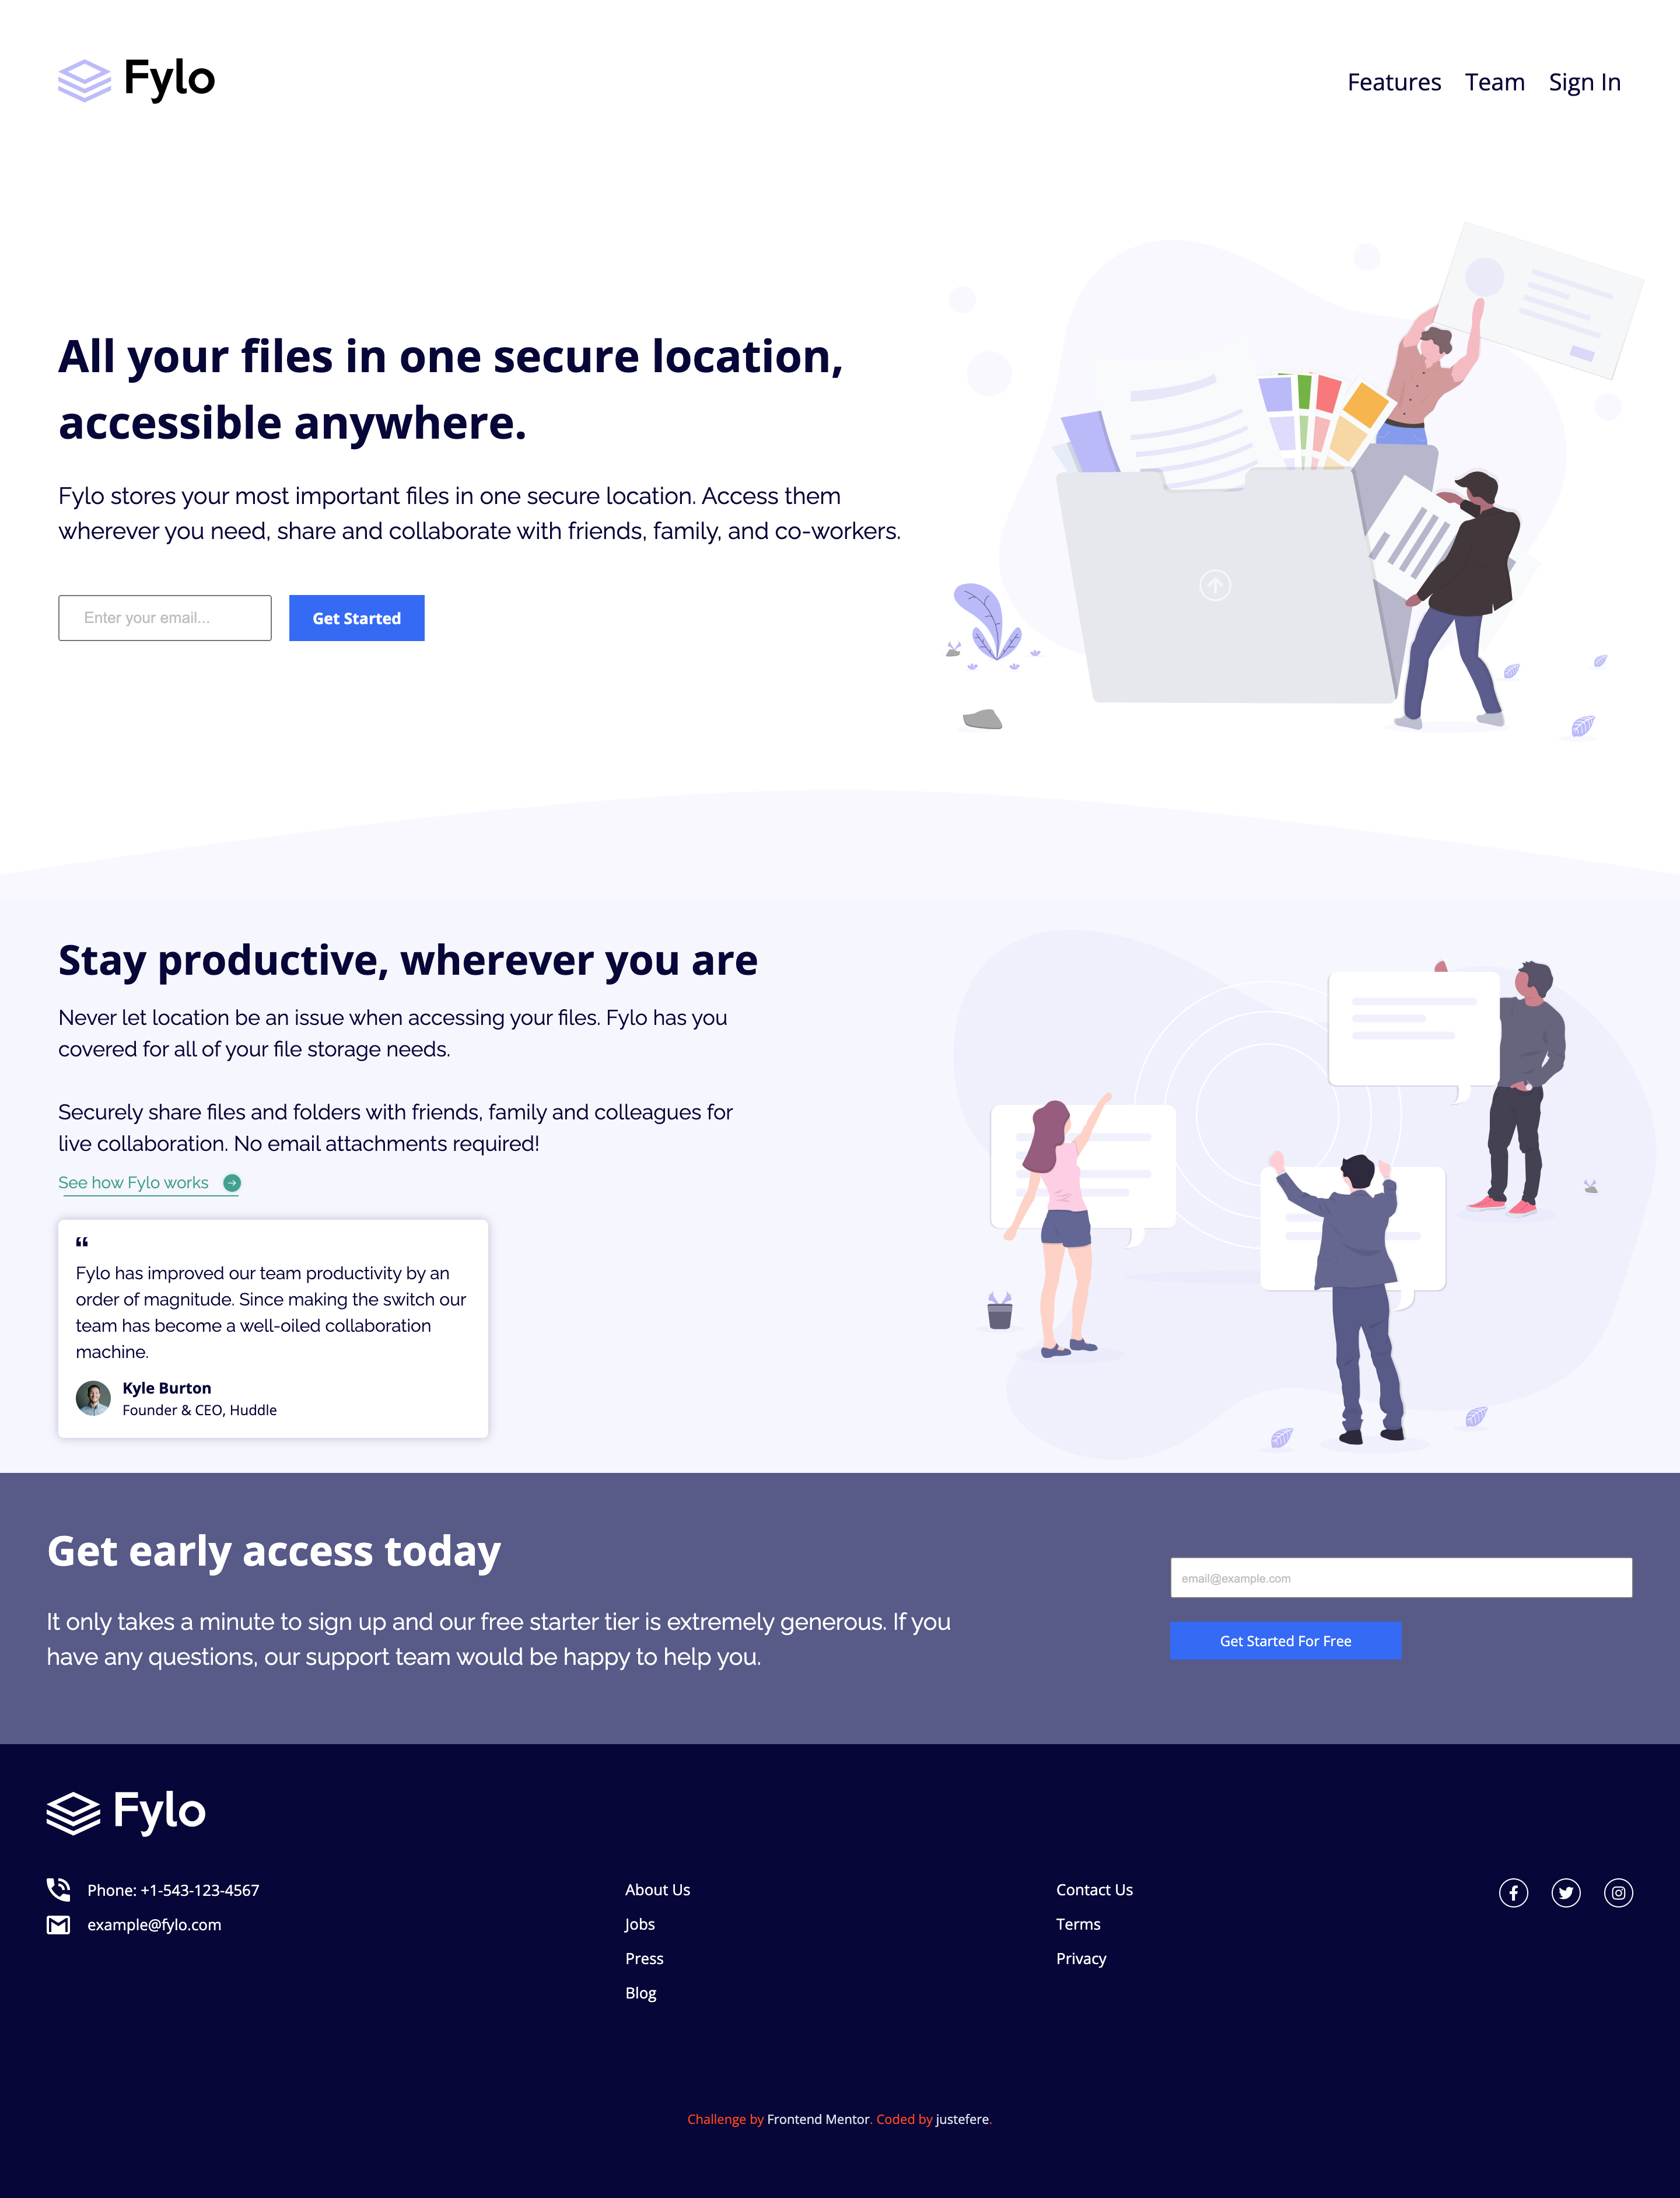 Fylo
Features Team Sign In
All your files in one secure location,
accessible anywhere.
Fylo stores your most important files in one secure location. Access them
wherever you need, share and collaborate with friends, family, and co-workers.
Enter your email...
Get Started
Stay productive, wherever you are
Never let location be an issue when accessing your files. Fylo has you
covered for all of your file storage needs.
Securely share files and folders with friends, family and colleagues for
live collaboration. No email attachments required!
See how Fylo works
“
Fylo has improved our team productivity by an
order of magnitude. Since making the switch our
team has become a well-oiled collaboration
machine.
Kyle Burton
Founder & CEO, Huddle
Get early access today
It only takes a minute to sign up and our free starter tier is extremely generous. If you
have any questions, our support team would be happy to help you.
email@example.com
Get Started For Free
Fylo
Phone: +1-543-123-4567
example@fylo.com
About Us
Jobs
Press
Blog
Contact Us
Terms
Privacy
Challenge by Frontend Mentor. Coded by justefere.